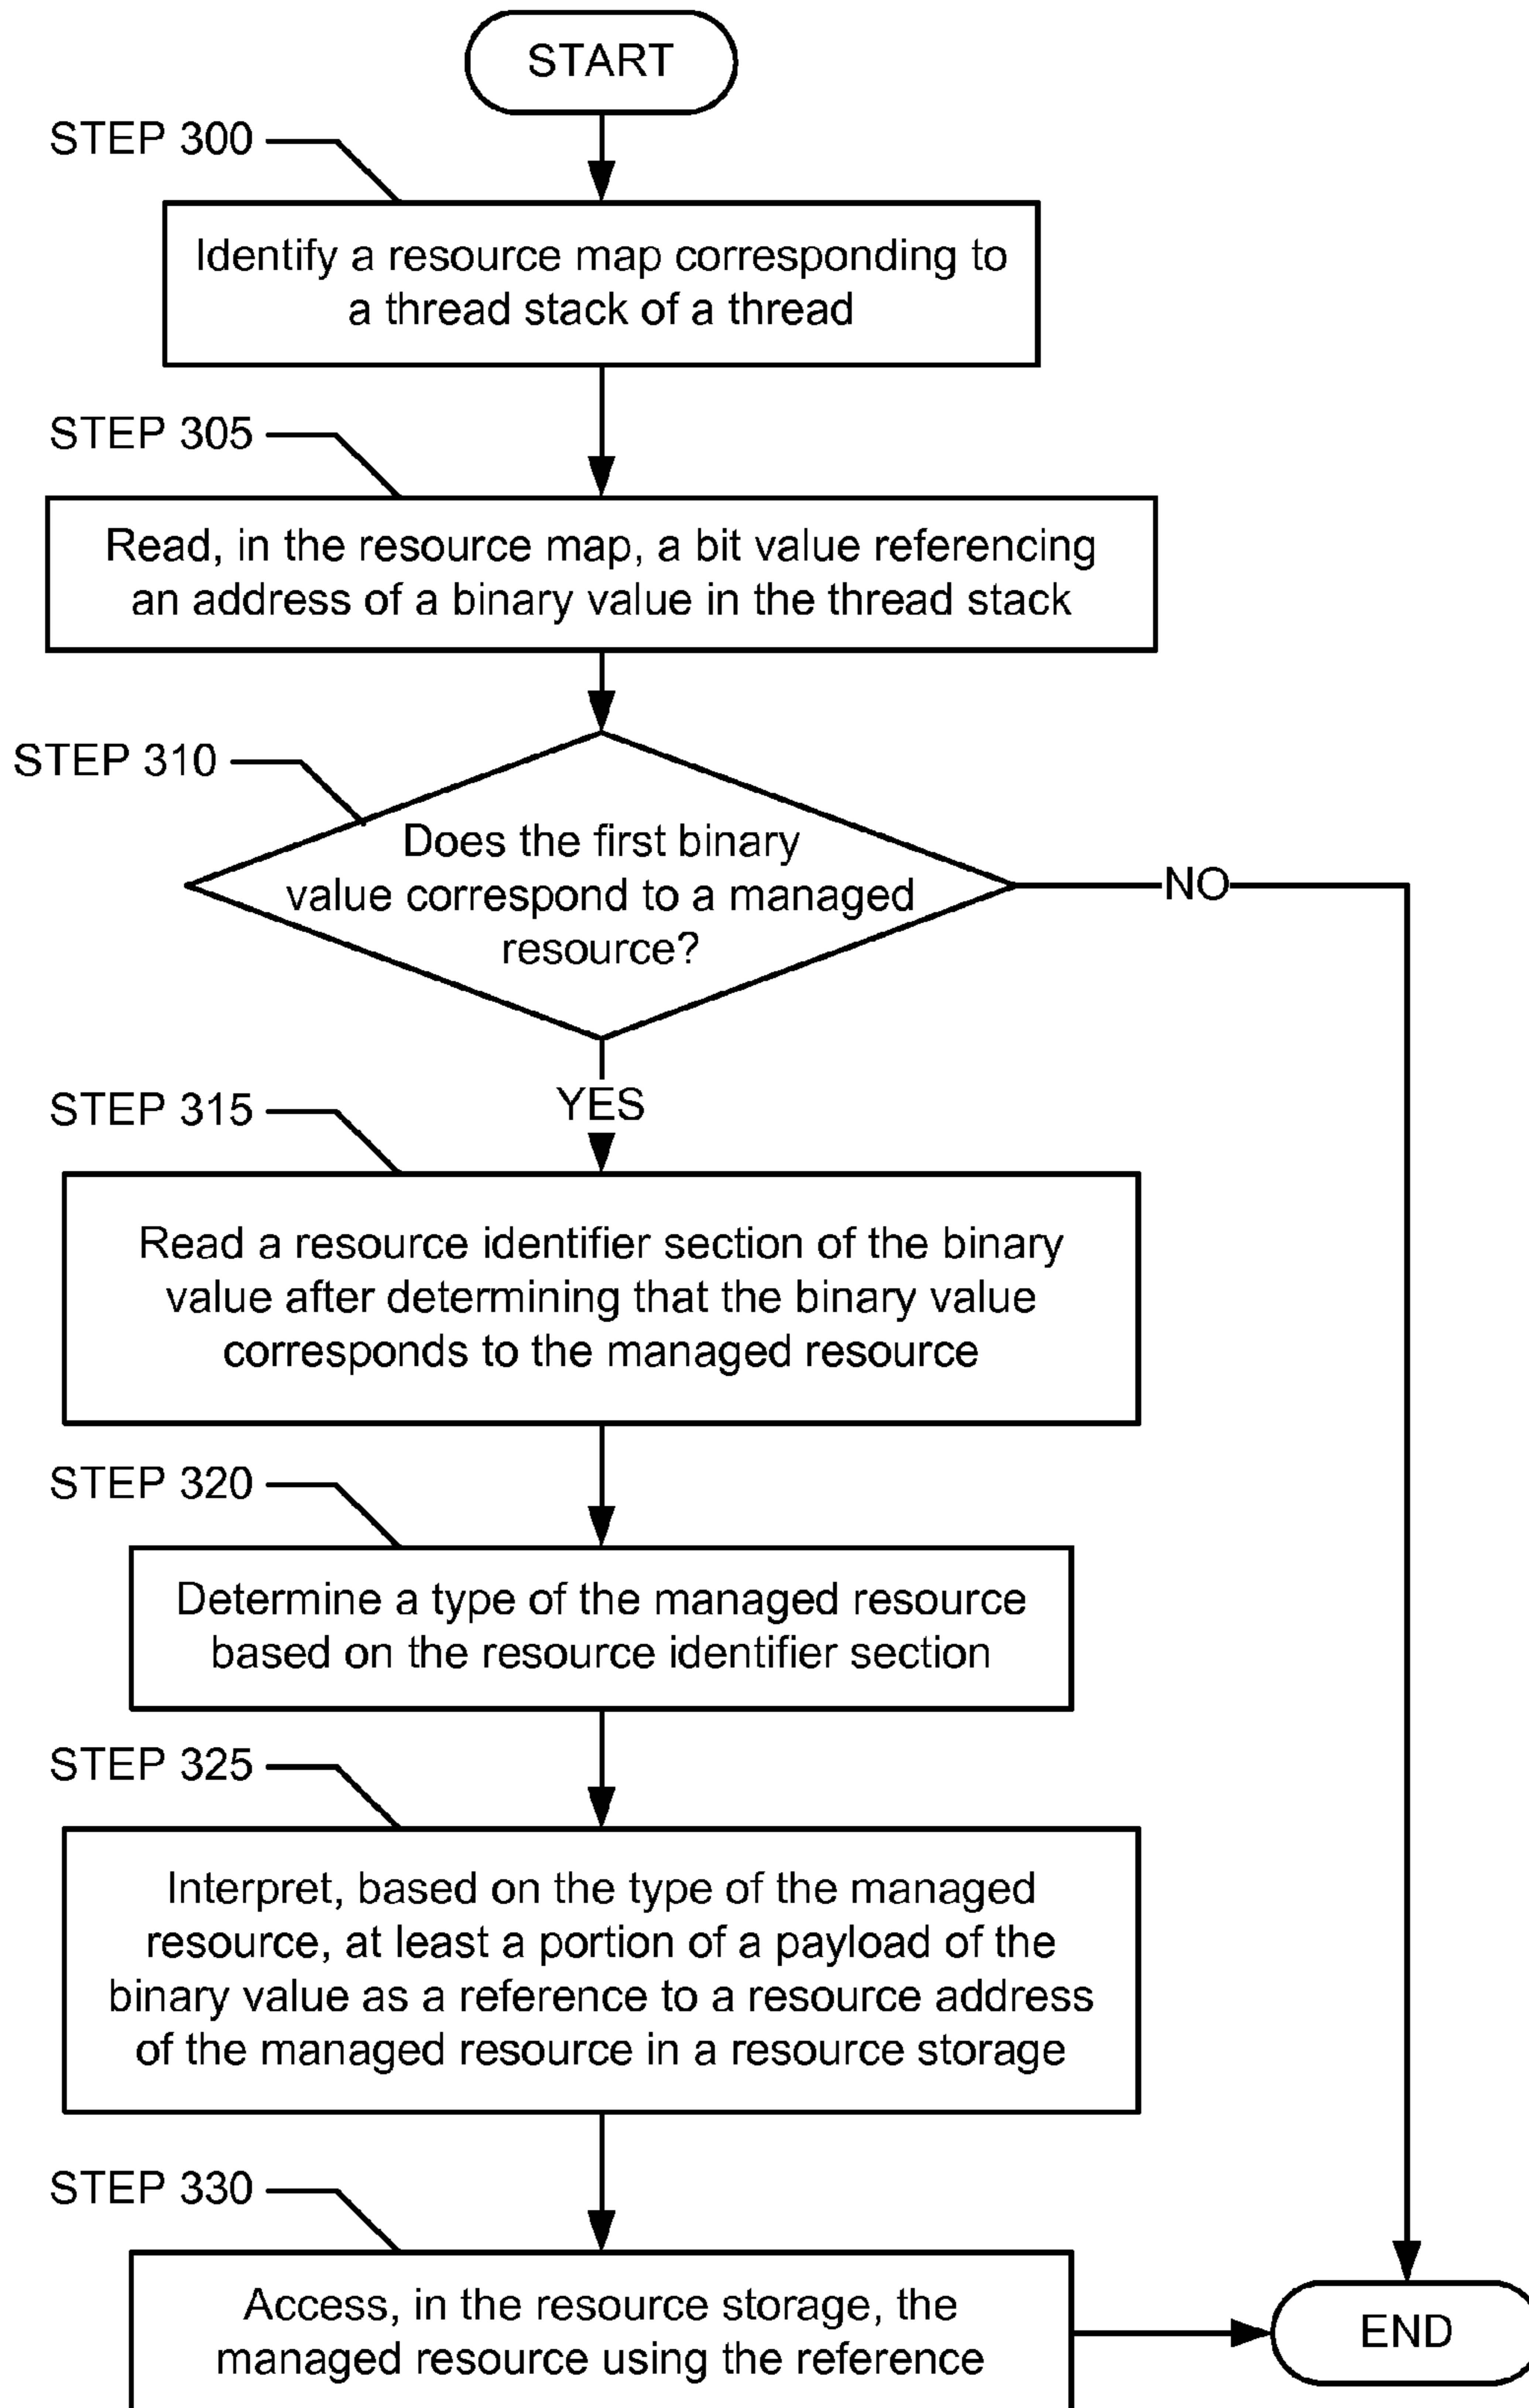 START
STEP 300
Identify a resource map corresponding to
a thread stack of a thread
STEP 305
Read, in the resource map, a bit value referencing
an address of a binary value in the thread stack
STEP 310
Does the first binary
value correspond to a managed
resource?
NO
YES
STEP 315
Read a resource identifier section of the binary
value after determining that the binary value
corresponds to the managed resource
STEP 320
Determine a type of the managed resource
based on the resource identifier section
STEP 325
Interpret, based on the type of the managed
resource, at least a portion of a payload of the
binary value as a reference to a resource address
of the managed resource in a resource storage
STEP 330
Access, in the resource storage, the
managed resource using the reference
END